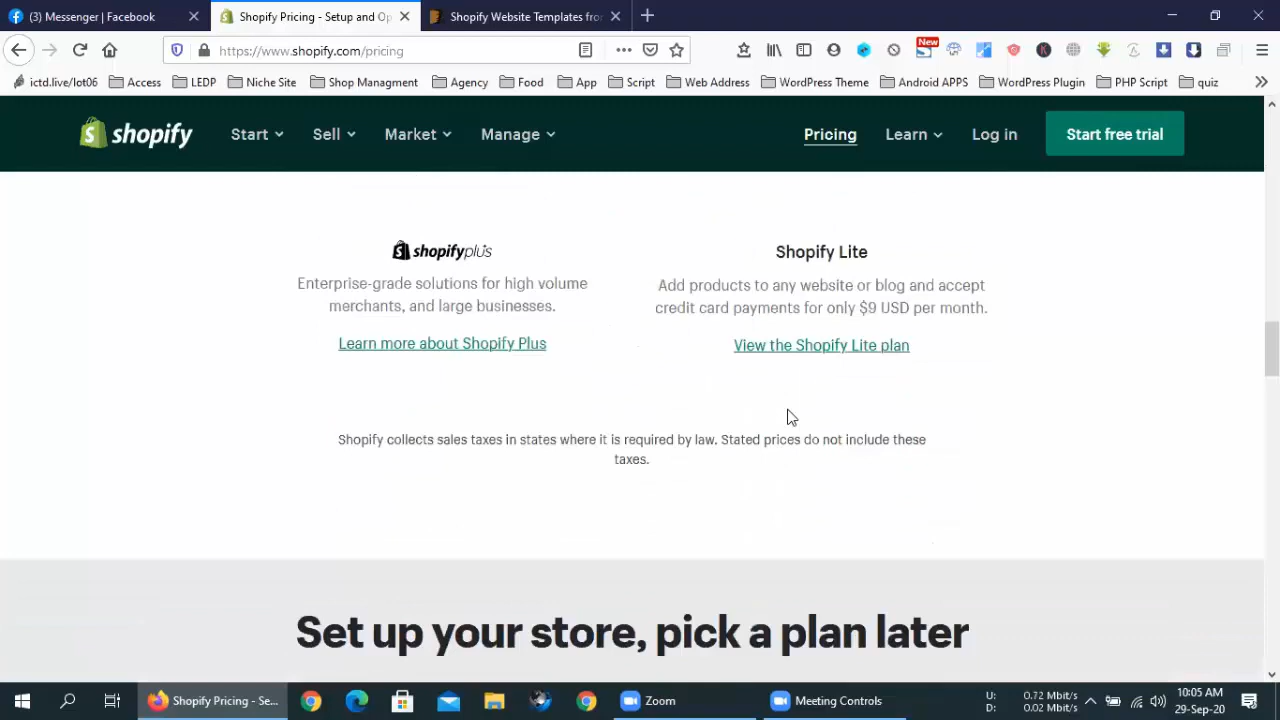 (3) Messenger | Facebook
Shopify Pricing - Setup and Op
Shopify Website Templates from
https://www.shopify.com/pricing
New
ictd.live/lot06
Access
LEDP
Niche Site
Shop Managment
Agency
Food
App
Script
Web Address
WordPress Theme
Android APPS
WordPress Plugin
PHP Script
quiz
shopify
Start
Sell
Market
Manage
Pricing
Learn
Log in
Start free trial
shopifyplus
Enterprise-grade solutions for high volume
merchants, and large businesses.
Learn more about Shopify Plus
Shopify Lite
Add products to any website or blog and accept
credit card payments for only $9 USD per month.
View the Shopify Lite plan
Shopify collects sales taxes in states where it is required by law. Stated prices do not include these
taxes.
Set up your store, pick a plan later
Shopify Pricing - Se...
Zoom
Meeting Controls
U: 0.72 Mbit/s
D: 0.02 Mbit/s
10:05 AM
29-Sep-20